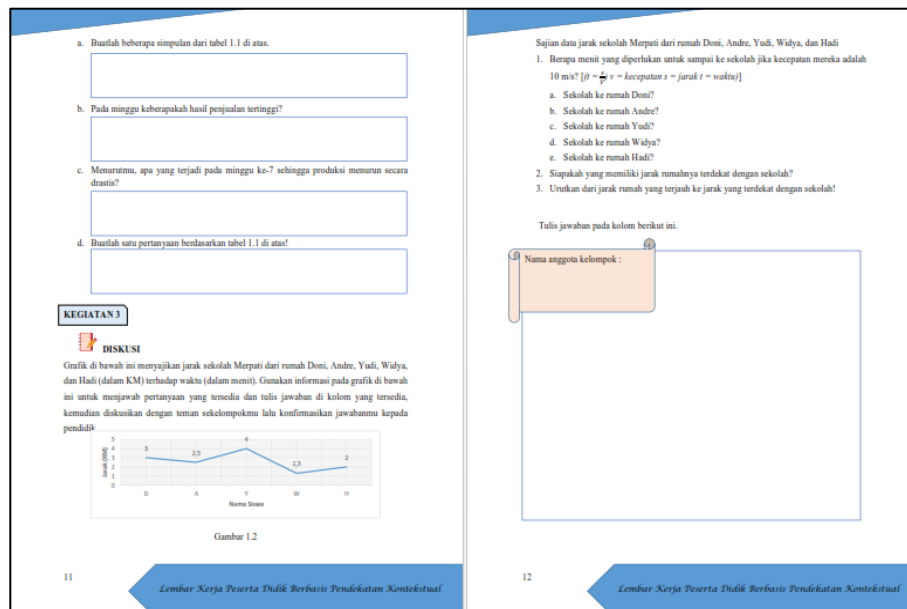 a. Buatlah beberapa simpulan dari tabel 1.1 di atas.
b. Pada minggu keberapakah hasil penjualan tertinggi?
c. Menurutmu, apa yang terjadi pada minggu ke-7 sehingga produksi menurun secara
drastis?
d. Buatlah satu pertanyaan berdasarkan tabel 1.1 di atas!
KEGIATAN 3
DISKUSI
Grafik di bawah ini menyajikan jarak sekolah Merpati dari rumah Doni, Andre, Yudi, Widya,
dan Hadi (dalam KM) terhadap waktu (dalam menit). Gunakan informasi pada grafik di bawah
ini untuk menjawab pertanyaan yang tersedia dan tulis jawaban di kolom yang tersedia,
kemudian diskusikan dengan teman sekelompokmu lalu konfirmasikan jawabanmu kepada
pendidik
Jarak (KM)
5
4
3
2
1
0
3
2,5
4
1,3
2
D A Y W H
Nama Siswa
Gambar 1.2
11
Lembar Kerja Peserta Didik Berbasis Pendekatan Kontekstual
Sajian data jarak sekolah Merpati dari rumah Doni, Andre, Yudi, Widya, dan Hadi
1. Berapa menit yang diperlukan untuk sampai ke sekolah jika kecepatan mereka adalah
10 m/s? [(t = s/v) v = kecepatan s = jarak t = waktu)]
a. Sekolah ke rumah Doni?
b. Sekolah ke rumah Andre?
c. Sekolah ke rumah Yudi?
d. Sekolah ke rumah Widya?
e. Sekolah ke rumah Hadi?
2. Siapakah yang memiliki jarak rumahnya terdekat dengan sekolah?
3. Urutkan dari jarak rumah yang terjauh ke jarak yang terdekat dengan sekolah!
Tulis jawaban pada kolom berikut ini.
Nama anggota kelompok :
12
Lembar Kerja Peserta Didik Berbasis Pendekatan Kontekstual